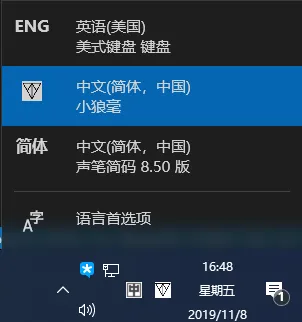 ENG 英语(美国)
美式键盘 键盘
中文(简体，中国)
小狼毫
简体 中文(简体，中国)
声笔简码 8.50 版
A字 语言首选项
中
16:48
星期五
2019/11/8
1